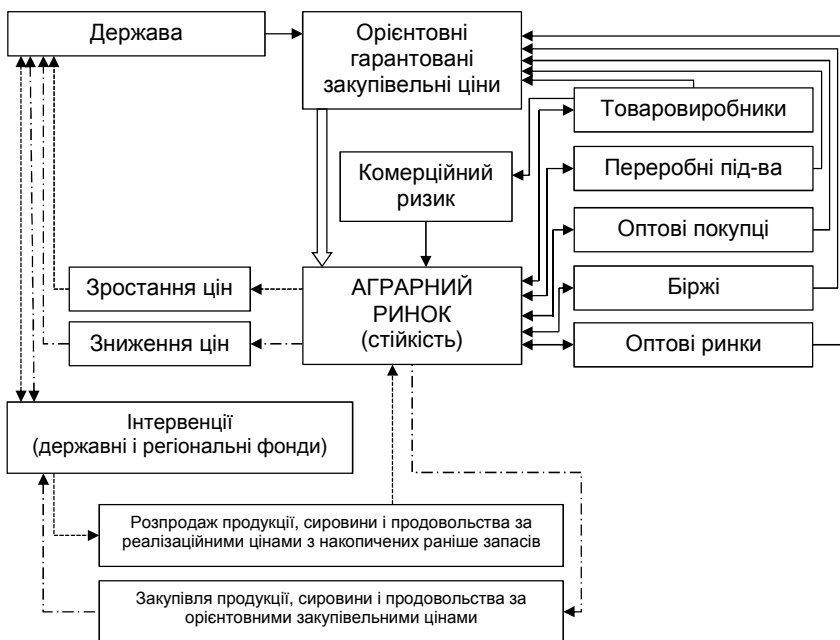 Держава
Орієнтовні
гарантовані
закупівельні ціни
Товаровиробники
Комерційний
ризик
Переробні під-ва
Оптові покупці
Зростання цін
АГРАРНИЙ
РИНОК
(стійкість)
Біржі
Зниження цін
Оптові ринки
Інтервенції
(державні і регіональні фонди)
Розпродаж продукції, сировини і продовольства за
реалізаційними цінами з накопичених раніше запасів
Закупівля продукції, сировини і продовольства за
орієнтовними закупівельними цінами